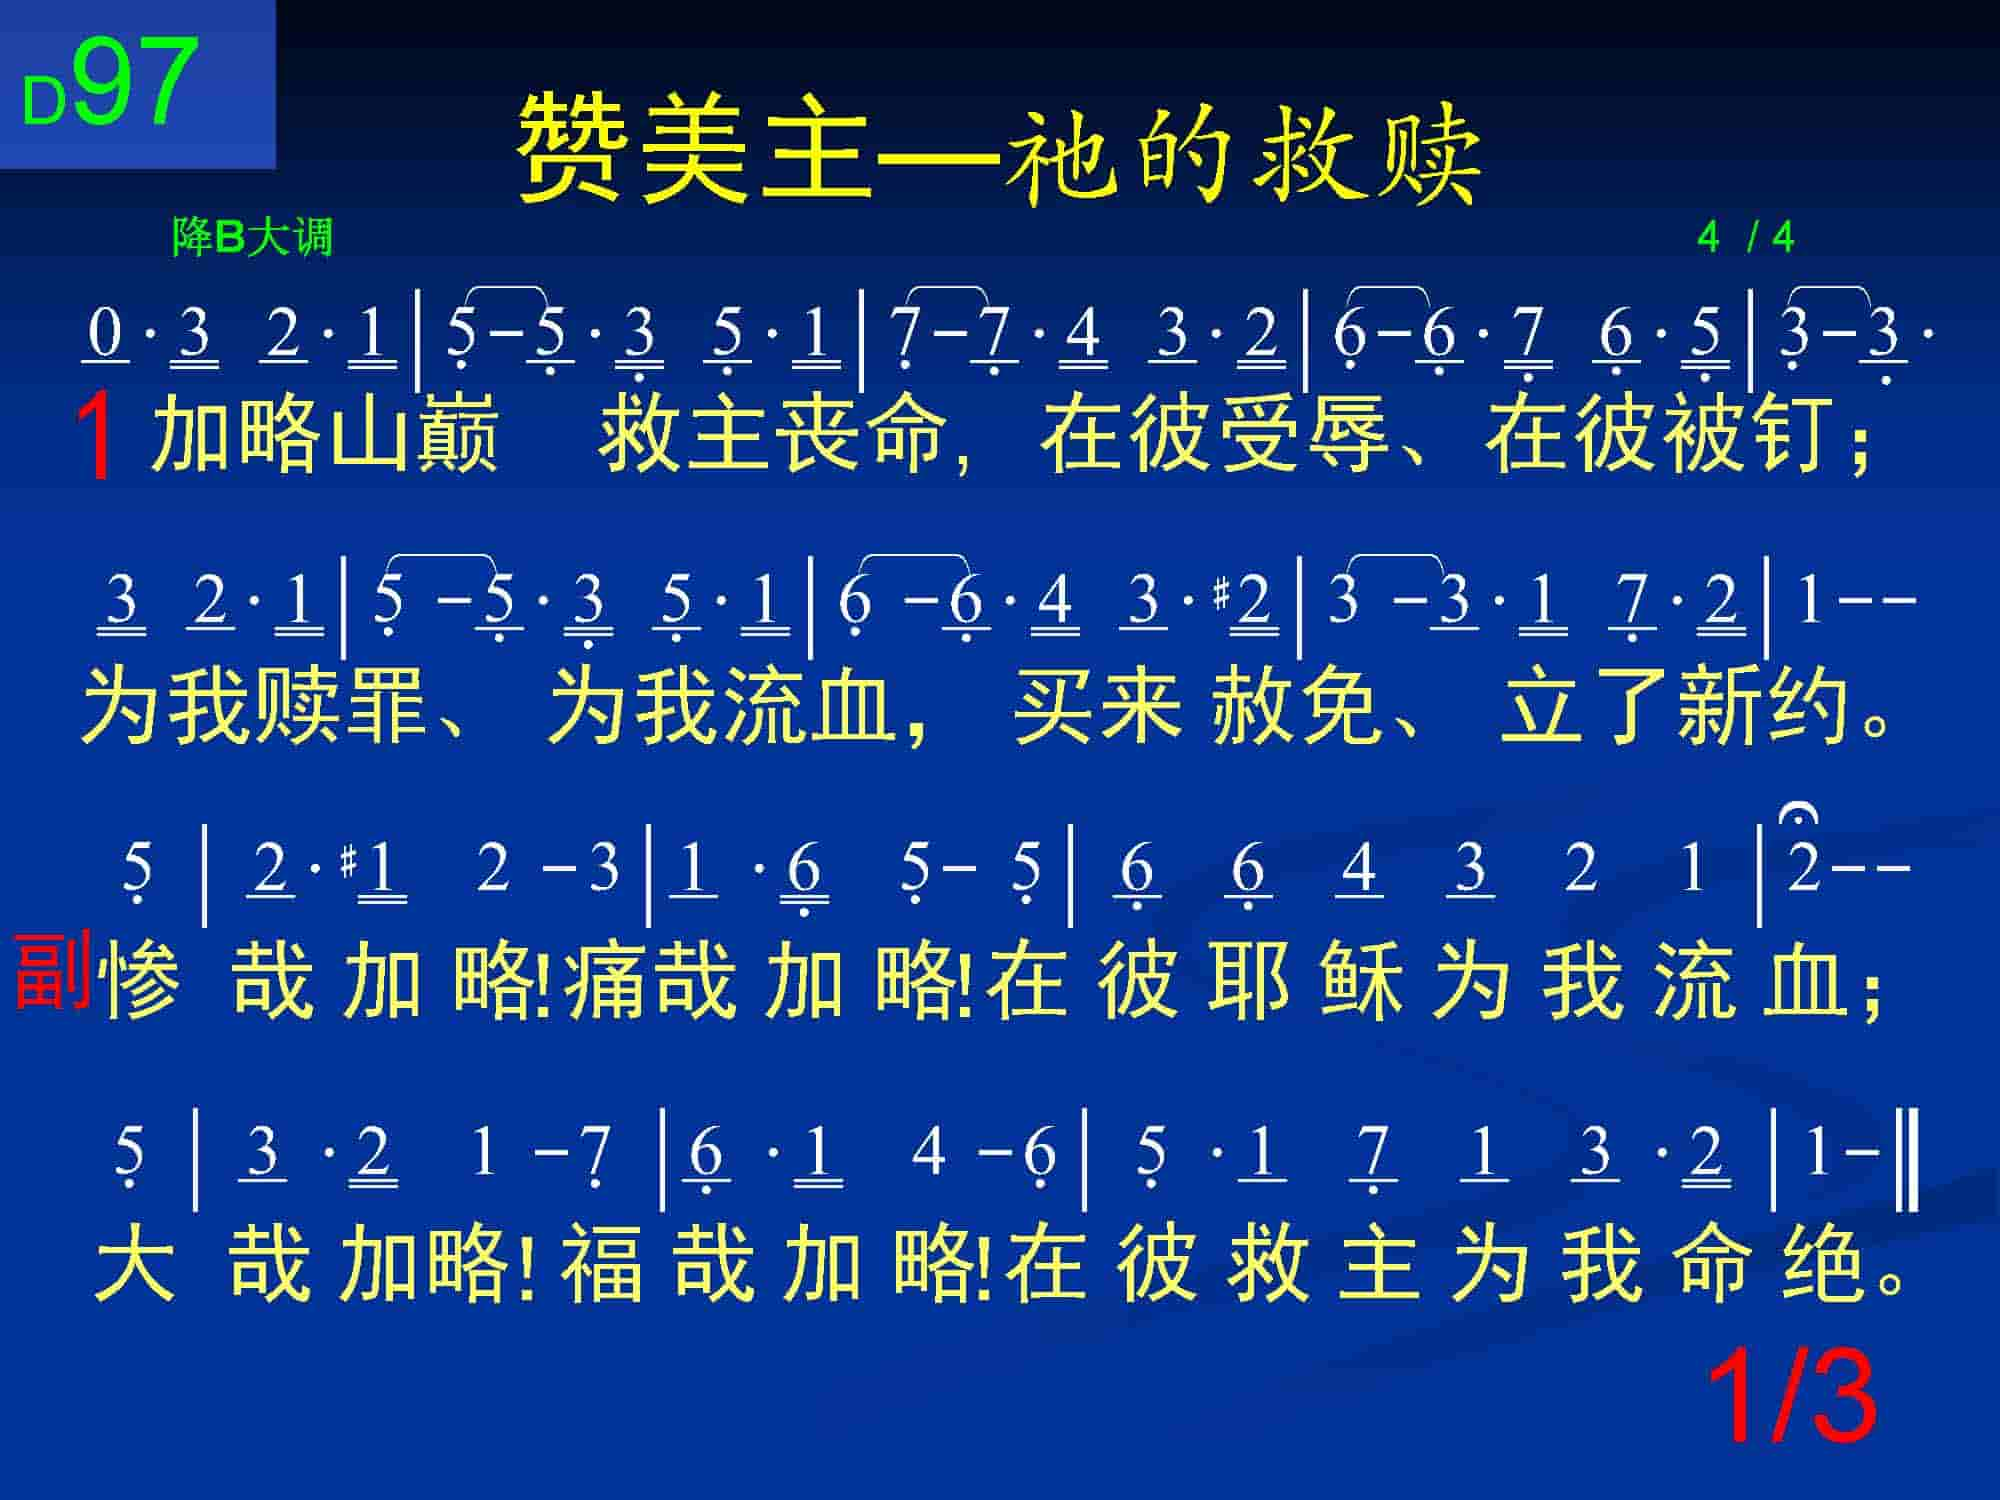 D97
赞美主—祂的救赎
降B大调 4 / 4
0·3 2·1|5-5·3 5·1|7-7·4 3·2|6-6·7 6·5|3-3·
1 加略山巅 救主丧命, 在彼受辱、在彼被钉；
3 2·1|5-5·3 5·1|6-6·4 3·#2|3-3·1 7·2|1--
为我赎罪、 为我流血， 买来 赦免、 立了新约。
5|2·#1 2-3|1·6 5-5|6 6 4 3 2 1|2--
副 惨 哉 加 略!痛哉 加 略!在 彼 耶 稣 为 我 流 血；
5|3·2 1-7|6·1 4-6|5·1 7 1 3·2|1-‖
大 哉 加略!福 哉 加 略!在 彼 救 主 为 我 命 绝。
1/3